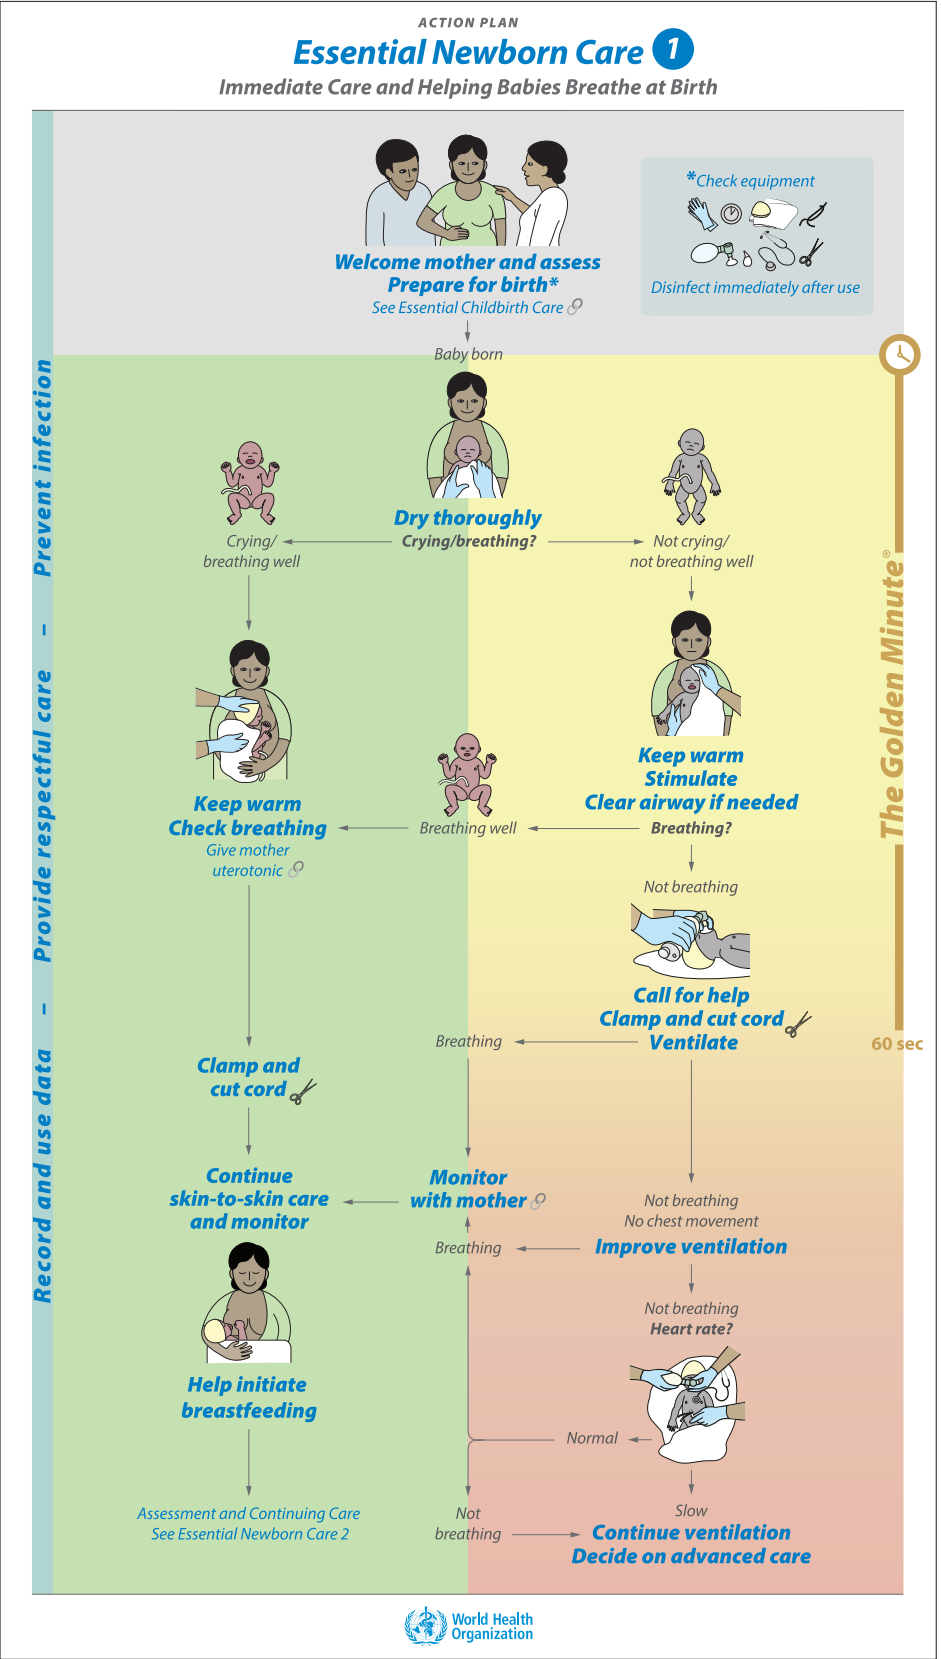 ACTION PLAN
Essential Newborn Care 1
Immediate Care and Helping Babies Breathe at Birth
Prevent infection
–
Provide respectful care
–
Record and use data
*Check equipment
Disinfect immediately after use
Welcome mother and assess
Prepare for birth*
See Essential Childbirth Care
Baby born
Dry thoroughly
Crying/breathing?
Crying/
breathing well
Not crying/
not breathing well
The Golden Minute®
60 sec
Keep warm
Stimulate
Clear airway if needed
Breathing?
Breathing well
Keep warm
Check breathing
Give mother
uterotonic
Not breathing
Call for help
Clamp and cut cord
Ventilate
Breathing
Clamp and
cut cord
Continue
skin-to-skin care
and monitor
Monitor
with mother
Not breathing
No chest movement
Improve ventilation
Breathing
Not breathing
Heart rate?
Help initiate
breastfeeding
Normal
Slow
Not
breathing
Continue ventilation
Decide on advanced care
Assessment and Continuing Care
See Essential Newborn Care 2
World Health
Organization